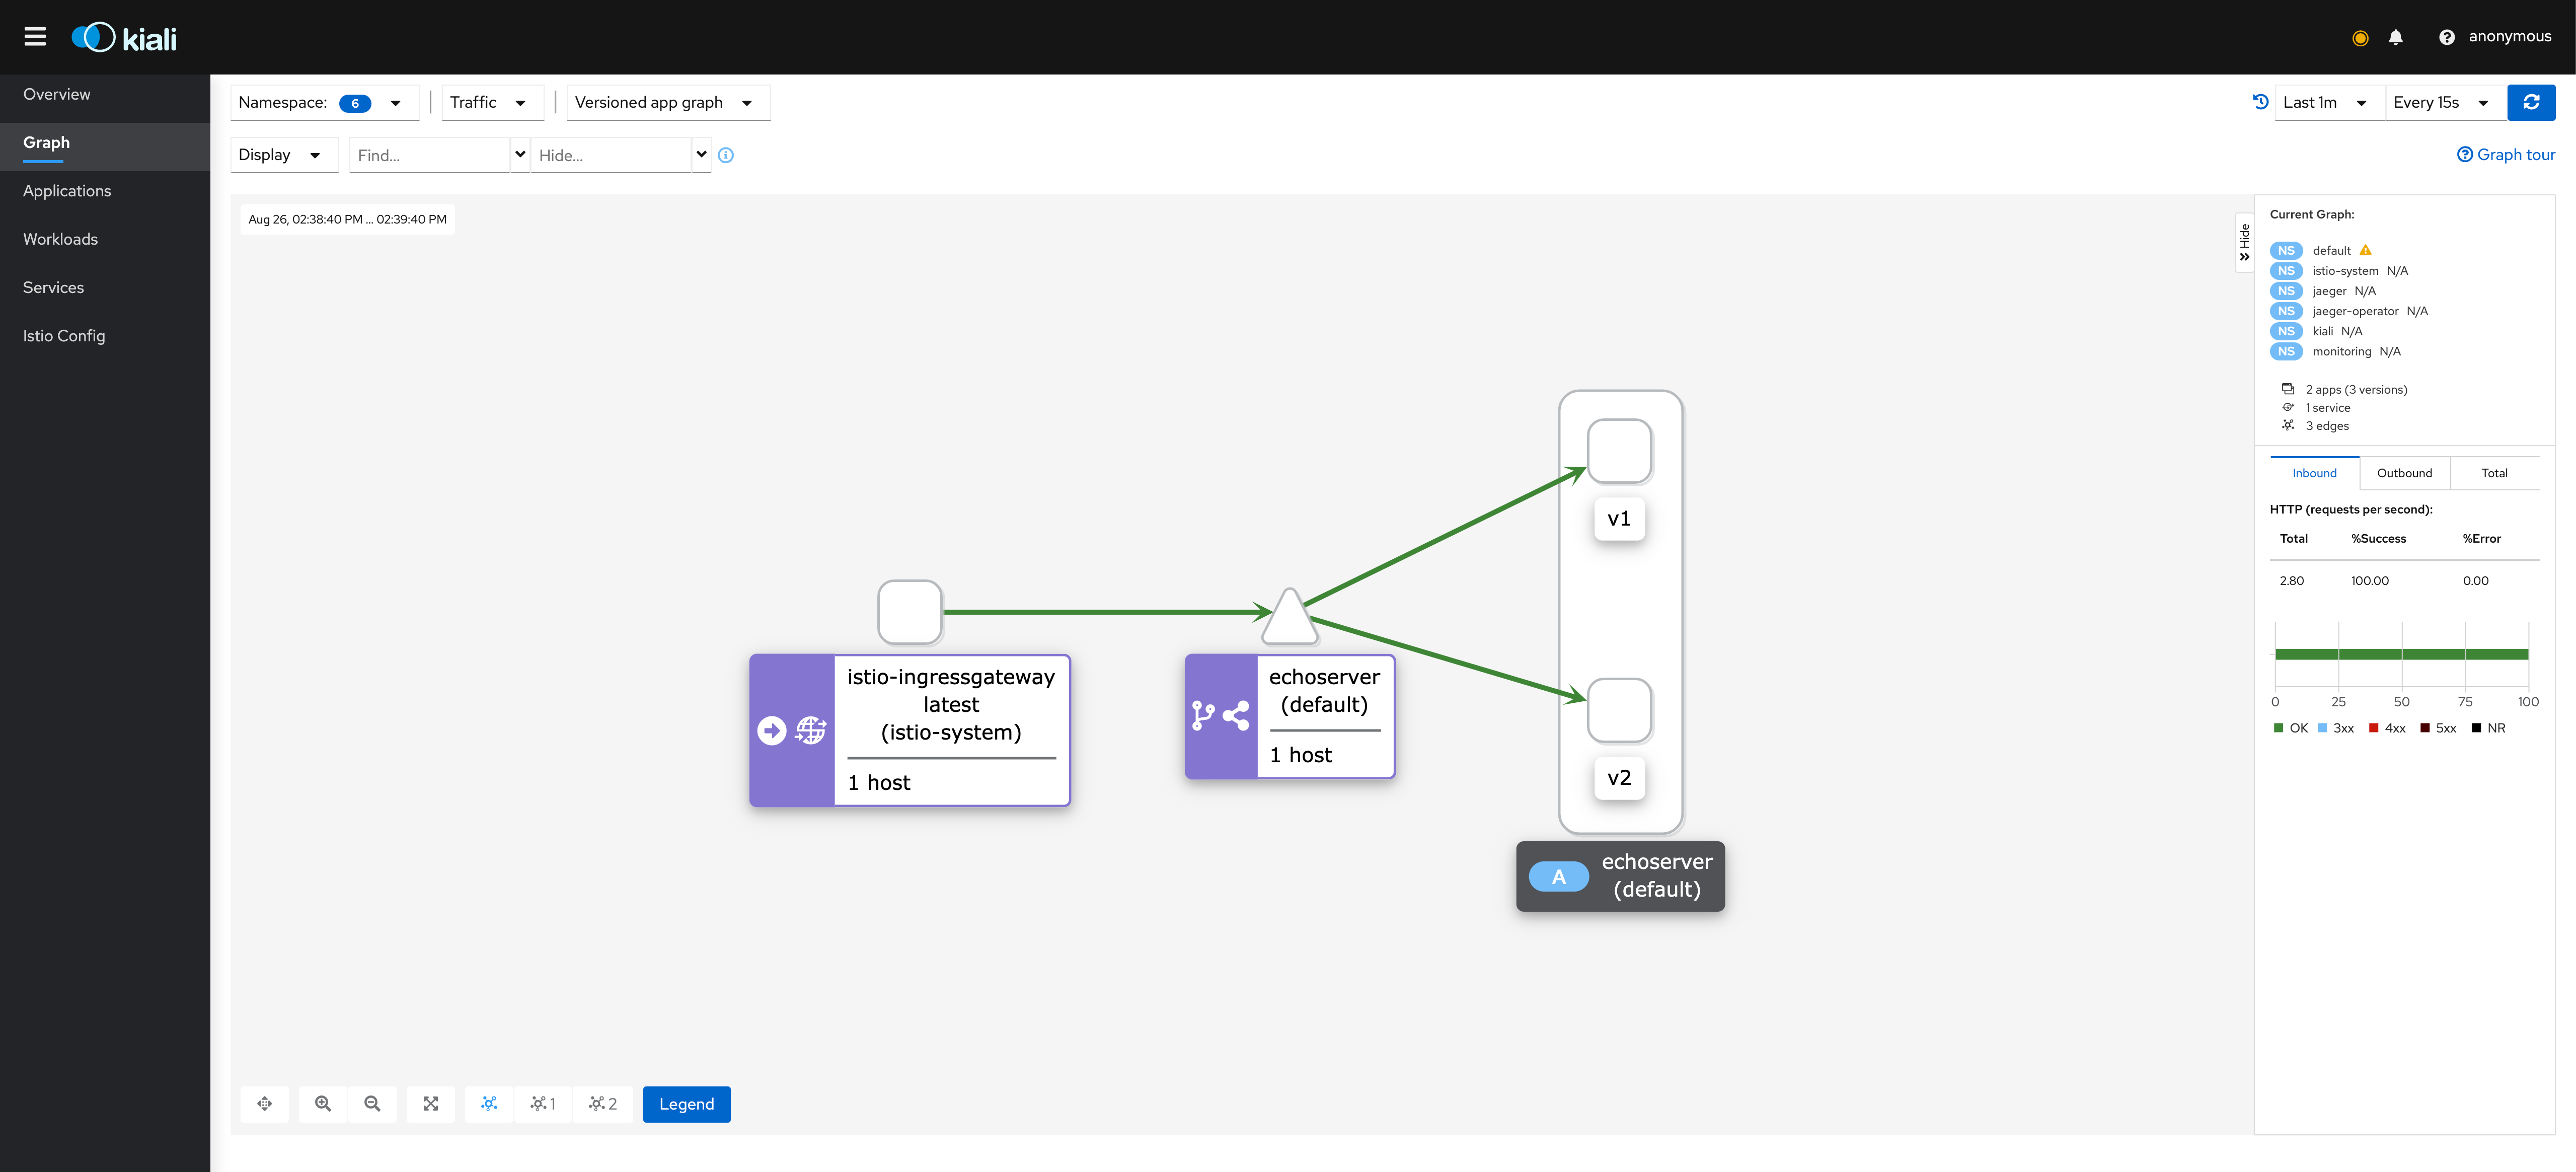 kiali
anonymous
Overview
Graph
Applications
Workloads
Services
Istio Config
Namespace: 6
Traffic
Versioned app graph
Last 1m
Every 15s
Display
Find...
Hide...
Graph tour
Aug 26, 02:38:40 PM ... 02:39:40 PM
Hide
istio-ingressgateway
latest
(istio-system)
1 host
echoserver
(default)
1 host
v1
v2
A
echoserver
(default)
1
2
Legend
Current Graph:
NS default
NS istio-system N/A
NS jaeger N/A
NS jaeger-operator N/A
NS kiali N/A
NS monitoring N/A
2 apps (3 versions)
1 service
3 edges
Inbound Outbound Total
HTTP (requests per second):
Total %Success %Error
2.80 100.00 0.00
0 25 50 75 100
OK 3xx 4xx 5xx NR